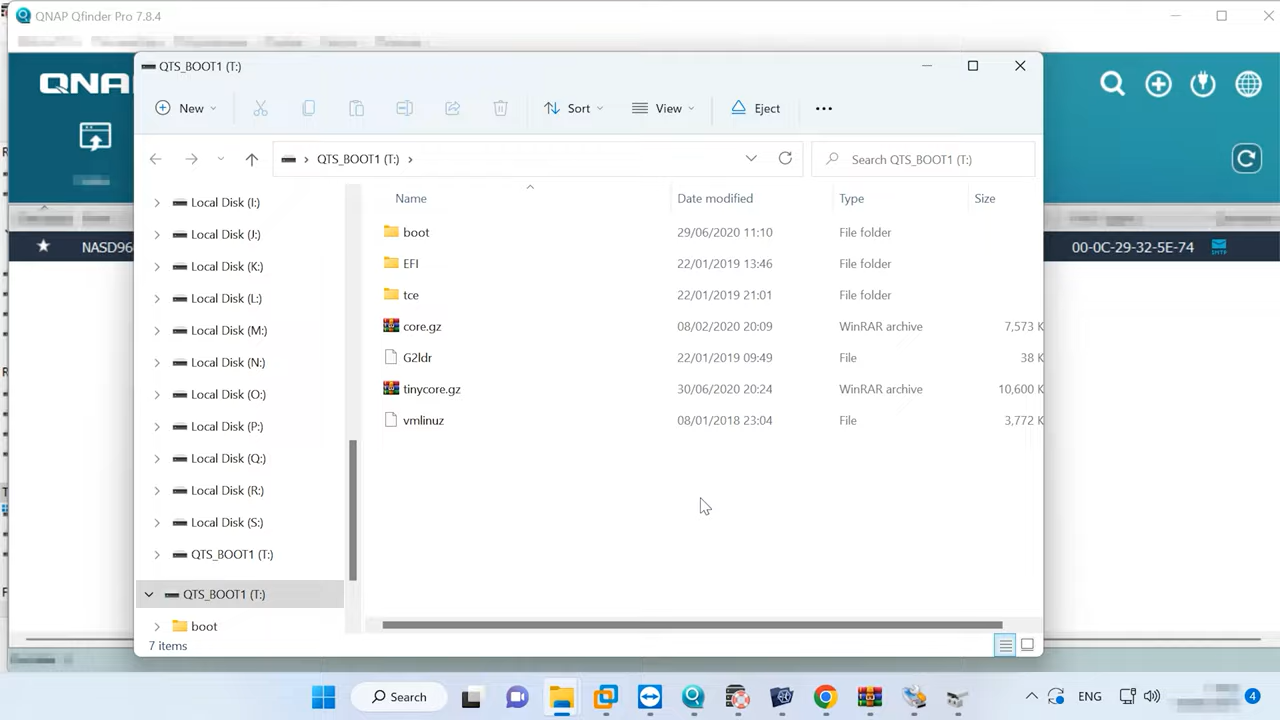 QNAP Qfinder Pro 7.8.4
QTS_BOOT1 (T:)
QNA
New
Sort
View
Eject
QTS_BOOT1 (T:)
Search QTS_BOOT1 (T:)
Name
Date modified
Type
Size
Local Disk (I:)
Local Disk (J:)
Local Disk (K:)
Local Disk (L:)
Local Disk (M:)
Local Disk (N:)
Local Disk (O:)
Local Disk (P:)
Local Disk (Q:)
Local Disk (R:)
Local Disk (S:)
QTS_BOOT1 (T:)
QTS_BOOT1 (T:)
boot
boot 29/06/2020 11:10 File folder
EFI 22/01/2019 13:46 File folder
tce 22/01/2019 21:01 File folder
core.gz 08/02/2020 20:09 WinRAR archive 7,573 K
G2ldr 22/01/2019 09:49 File 38 K
tinycore.gz 30/06/2020 20:24 WinRAR archive 10,600 K
vmlinuz 08/01/2018 23:04 File 3,772 K
NASD96
00-0C-29-32-5E-74
7 items
Search
ENG
4